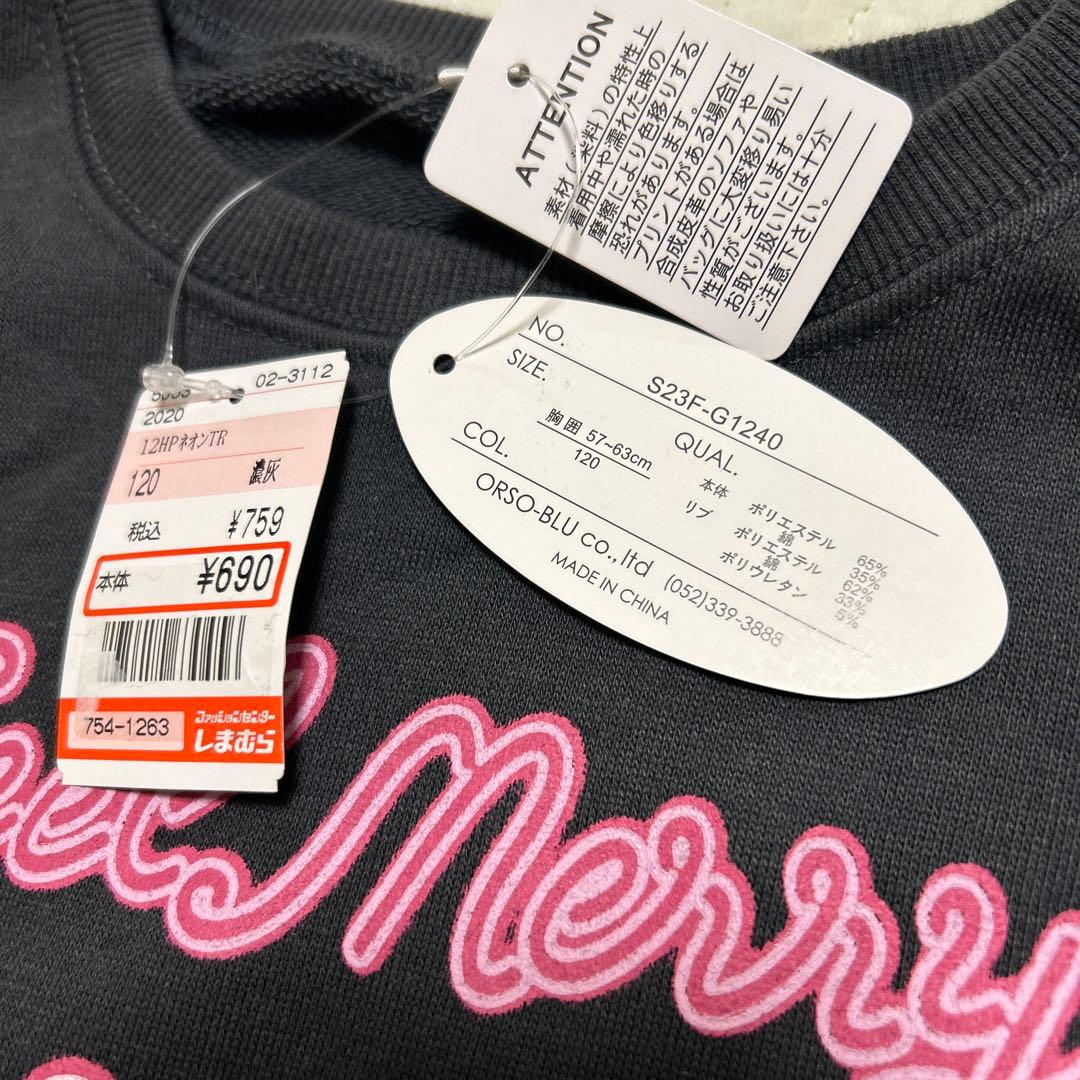 ATTENTION
素材(染料)の特性上
着用中や濡れた時の
摩擦により色移りする
恐れがあります。
プリントがある場合は
合成皮革のソファや
バッグに大変移り易い
性質がございます。
お取り扱いには十分
ご注意下さい。
NO. S23F-G1240
SIZE. 胸囲 57~63cm
120
COL.
QUAL.
本体 ポリエステル 65%
綿 35%
リブ ポリエステル 62%
綿 33%
ポリウレタン 5%
ORSO-BLU co.,ltd (052)339-3888
MADE IN CHINA
02-3112
2020
12HPネオンTR
120 濃灰
税込 ¥759
本体 ¥690
754-1263
ファッションセンター
しまむら
Merry